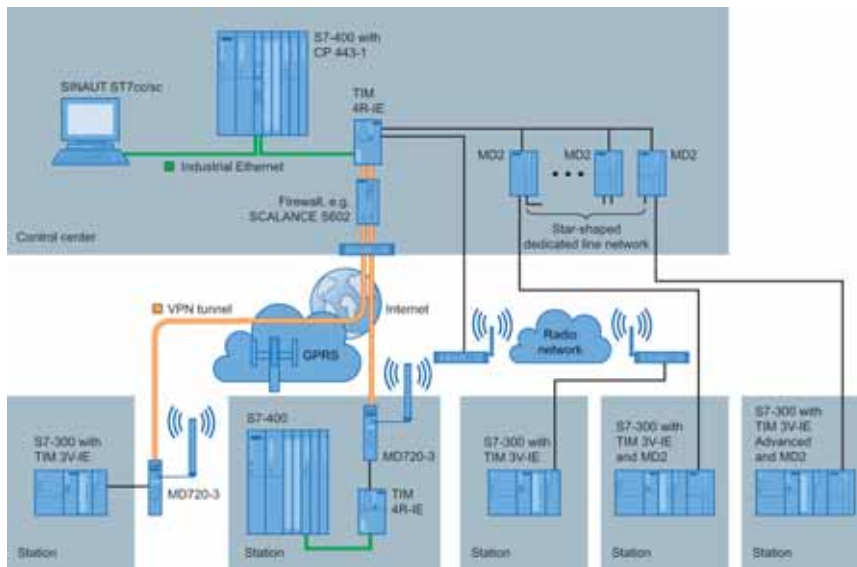 S7-400 with
CP 443-1
SINAUT ST7cc/sc
TIM
4R-IE
MD2
MD2
MD2
Industrial Ethernet
Firewall, e.g.
SCALANCE S602
Star-shaped
dedicated line network
Control center
VPN tunnel
Internet
GPRS
Radio
network
S7-300 with
TIM 3V-IE
MD720-3
Station
S7-400
MD720-3
TIM
4R-IE
Station
S7-300 with
TIM 3V-IE
Station
S7-300 with
TIM 3V-IE
and MD2
Station
S7-300 with
TIM 3V-IE
Advanced
and MD2
Station